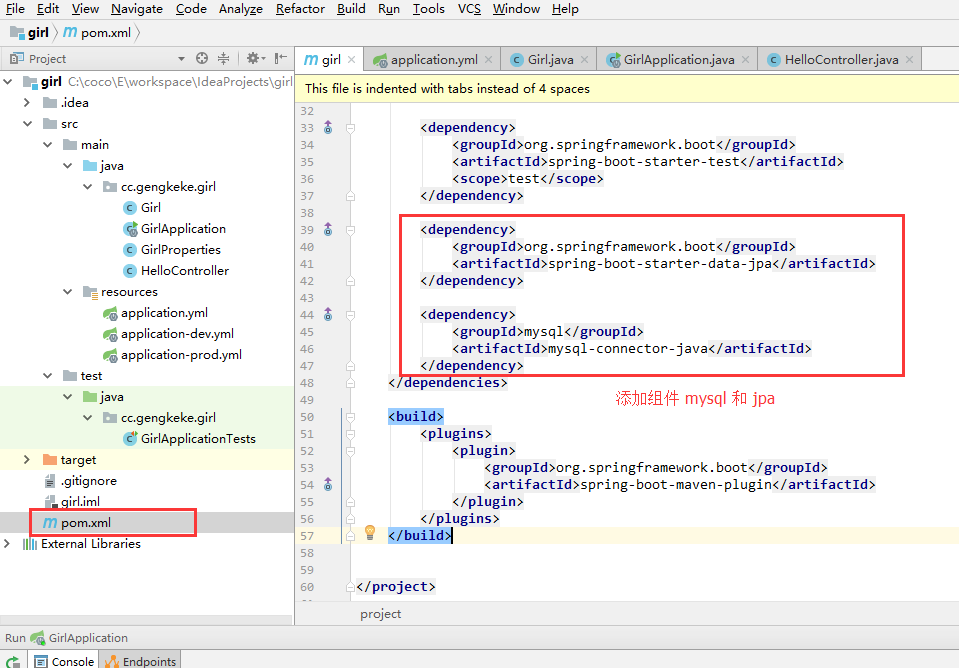 File Edit View Navigate Code Analyze Refactor Build Run Tools VCS Window Help
girl pom.xml
Project
girl C:\coco\E\workspace\IdeaProjects\girl
.idea
src
main
java
cc.gengkeke.girl
Girl
GirlApplication
GirlProperties
HelloController
resources
application.yml
application-dev.yml
application-prod.yml
test
java
cc.gengkeke.girl
GirlApplicationTests
target
.gitignore
girl.iml
pom.xml
External Libraries
girl application.yml Girl.java GirlApplication.java HelloController.java
This file is indented with tabs instead of 4 spaces
32
33 <dependency>
34 <groupId>org.springframework.boot</groupId>
35 <artifactId>spring-boot-starter-test</artifactId>
36 <scope>test</scope>
37 </dependency>
38
39 <dependency>
40 <groupId>org.springframework.boot</groupId>
41 <artifactId>spring-boot-starter-data-jpa</artifactId>
42 </dependency>
43
44 <dependency>
45 <groupId>mysql</groupId>
46 <artifactId>mysql-connector-java</artifactId>
47 </dependency>
48 </dependencies>
49
添加组件 mysql 和 jpa
50 <build>
51 <plugins>
52 <plugin>
53 <groupId>org.springframework.boot</groupId>
54 <artifactId>spring-boot-maven-plugin</artifactId>
55 </plugin>
56 </plugins>
57 </build>
58
59
60 </project>
project
Run GirlApplication
Console Endpoints